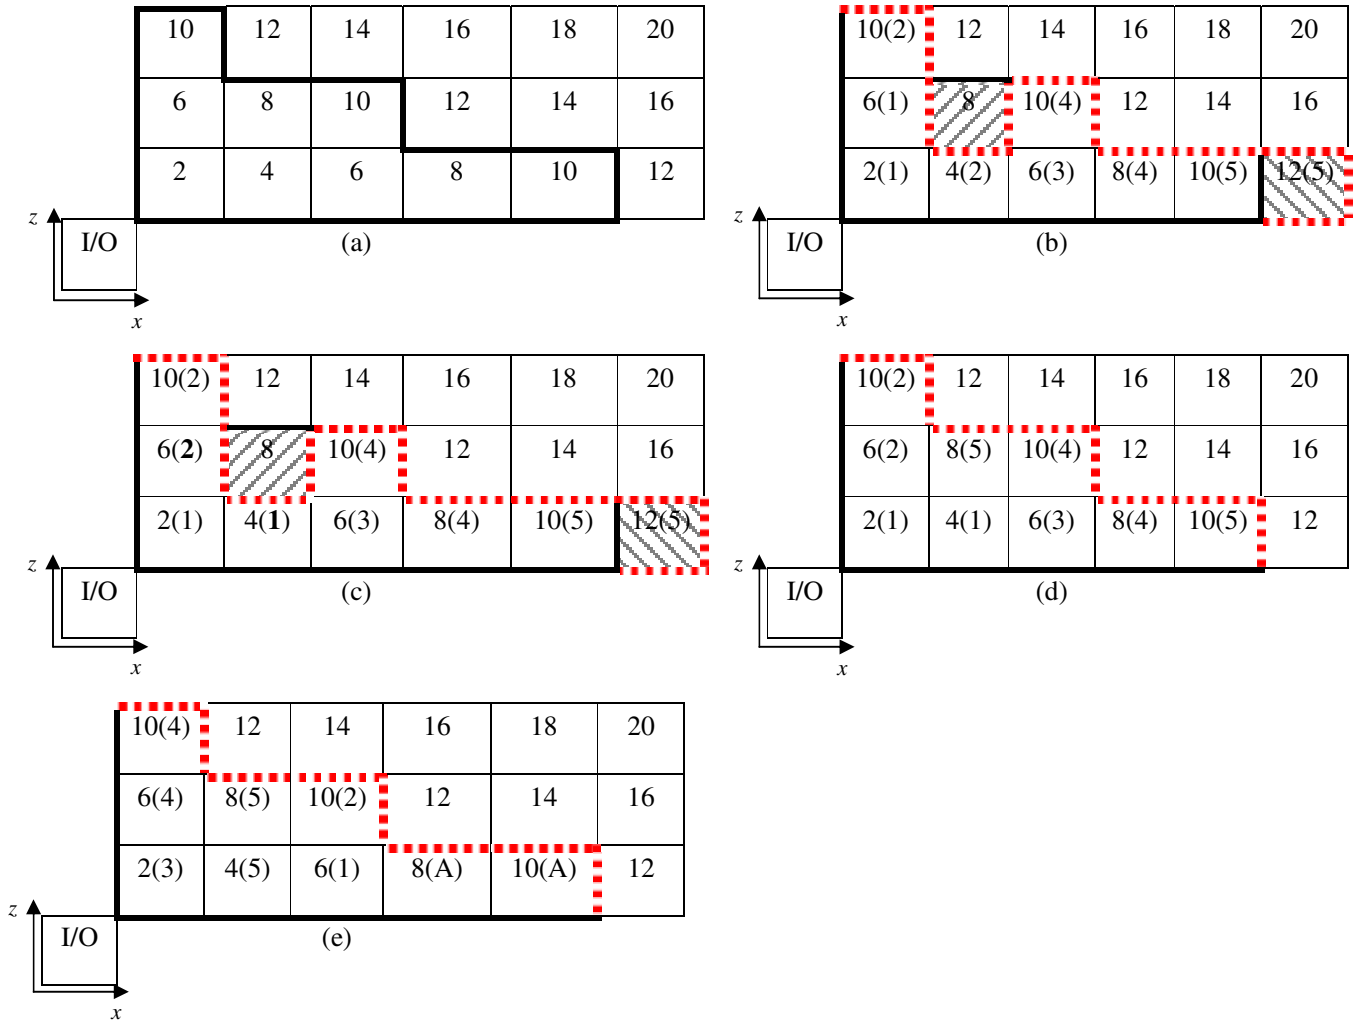 10 12 14 16 18 20
6 8 10 12 14 16
2 4 6 8 10 12
z
I/O
(a)
x
10(2) 12 14 16 18 20
6(1) 8 10(4) 12 14 16
2(1) 4(2) 6(3) 8(4) 10(5) 12(5)
z
I/O
(b)
x
10(2) 12 14 16 18 20
6(2) 8 10(4) 12 14 16
2(1) 4(1) 6(3) 8(4) 10(5) 12(5)
z
I/O
(c)
x
10(2) 12 14 16 18 20
6(2) 8(5) 10(4) 12 14 16
2(1) 4(1) 6(3) 8(4) 10(5) 12
z
I/O
(d)
x
10(4) 12 14 16 18 20
6(4) 8(5) 10(2) 12 14 16
2(3) 4(5) 6(1) 8(A) 10(A) 12
z
I/O
(e)
x